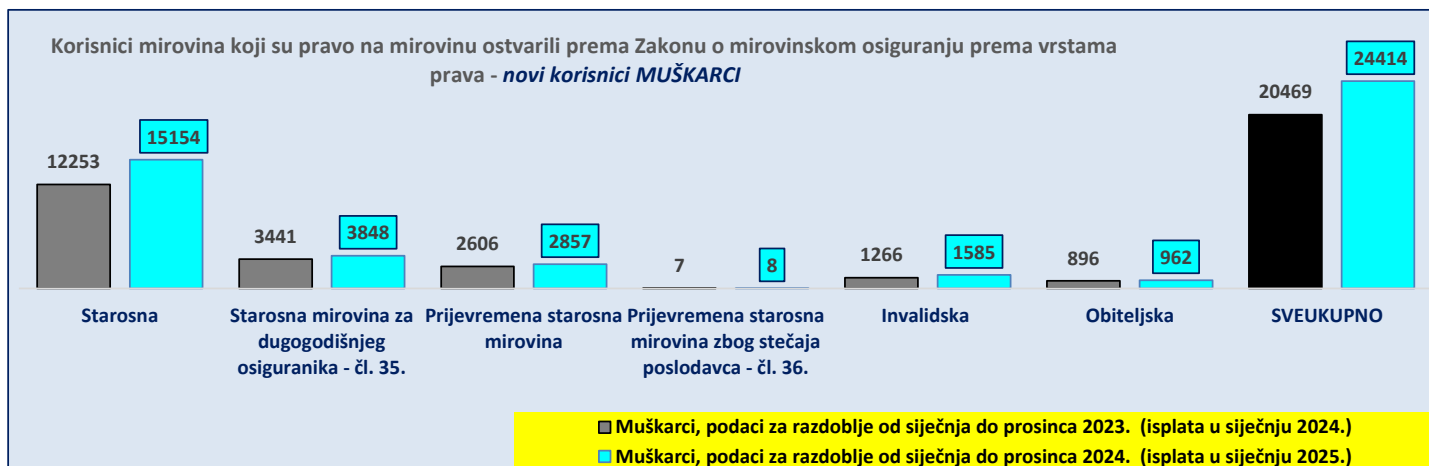 Korisnici mirovina koji su pravo na mirovinu ostvarili prema Zakonu o mirovinskom osiguranju prema vrstama
prava - novi korisnici MUŠKARCI
12253
15154
3441
3848
2606
2857
7
8
1266
1585
896
962
20469
24414
Starosna
Starosna mirovina za
dugogodišnjeg
osiguranika - čl. 35.
Prijevremena starosna
mirovina
Prijevremena starosna
mirovina zbog stečaja
poslodavca - čl. 36.
Invalidska
Obiteljska
SVEUKUPNO
Muškarci, podaci za razdoblje od siječnja do prosinca 2023. (isplata u siječnju 2024.)
Muškarci, podaci za razdoblje od siječnja do prosinca 2024. (isplata u siječnju 2025.)